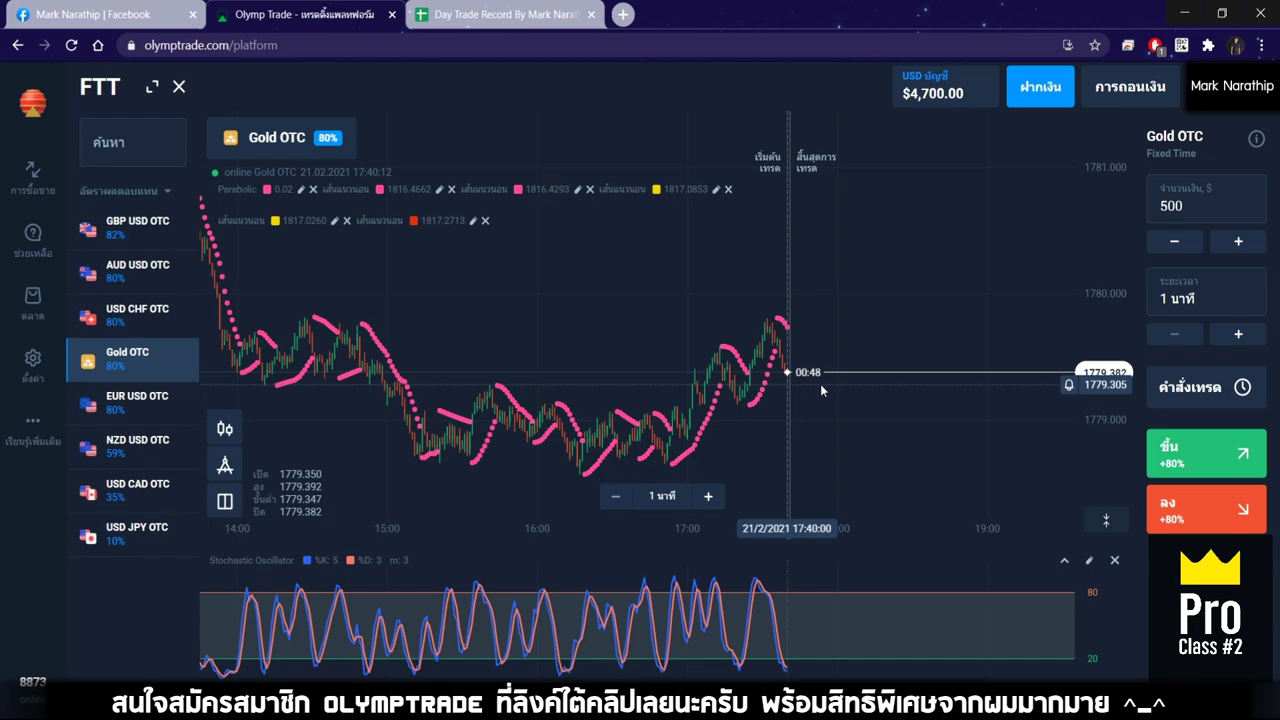 Mark Narathip | Facebook
Olymp Trade - เทรดดิ้งแพลทฟอร์ม
Day Trade Record By Mark Narat
olymptrade.com/platform
FTT
USD บัญชี
$4,700.00
ฝากเงิน
การถอนเงิน
Mark Narathip
การซื้อขาย
ช่วยเหลือ
ตลาด
ตั้งค่า
เรียนรู้เพิ่มเติม
8873
ค้นหา
อัตราผลตอบแทน
GBP USD OTC
82%
AUD USD OTC
80%
USD CHF OTC
80%
Gold OTC
80%
EUR USD OTC
80%
NZD USD OTC
59%
USD CAD OTC
35%
USD JPY OTC
10%
Gold OTC 80%
online Gold OTC 21.02.2021 17:40:12
Parabolic 0.02 เส้นแนวนอน 1816.4662 เส้นแนวนอน 1816.4293 เส้นแนวนอน 1817.0853
เส้นแนวนอน 1817.0260 เส้นแนวนอน 1817.2713
เริ่มต้น
เทรด
สิ้นสุดการ
เทรด
1781.000
1780.000
00:48
1779.382
1779.305
1779.000
เปิด 1779.350
สูง 1779.392
ขั้นต่ำ 1779.347
ปิด 1779.382
1 นาที
14:00 15:00 16:00 17:00 21/2/2021 17:40:00 19:00
Stochastic Oscillator %K: 5 %D: 3 m: 3
80
20
Gold OTC
Fixed Time
จำนวนเงิน, $
500
ระยะเวลา
1 นาที
คำสั่งเทรด
ขึ้น
+80%
ลง
+80%
Pro
Class #2
สนใจสมัครสมาชิก OLYMPTRADE ที่ลิงค์ใต้คลิปเลยนะครับ พร้อมสิทธิพิเศษจากผมมากมาย ^_^